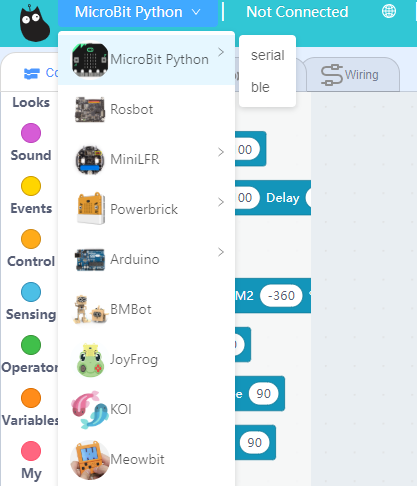 MicroBit Python
Not Connected
MicroBit Python
serial
ble
Rosbot
MiniLFR
Powerbrick
Arduino
BMBot
JoyFrog
KOI
Meowbit
Co
Wiring
Looks
Sound
Events
Control
Sensing
Operator
Variables
My
00
00 Delay
M2 -360
90
90